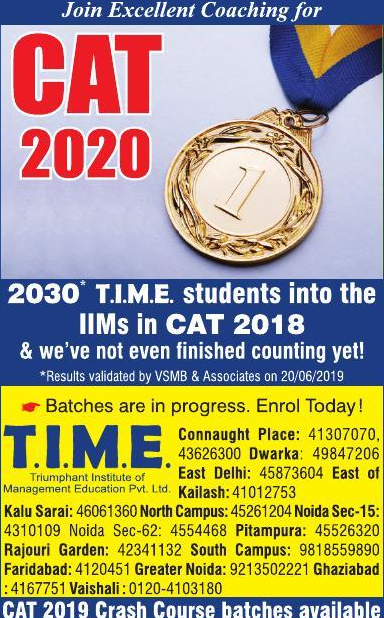 Join Excellent Coaching for
CAT
2020
1
2030* T.I.M.E. students into the
IIMs in CAT 2018
& we've not even finished counting yet!
*Results validated by VSMB & Associates on 20/06/2019
☛ Batches are in progress. Enrol Today!
T.I.M.E.
Triumphant Institute of
Management Education Pvt. Ltd.
Connaught Place: 41307070,
43626300 Dwarka: 49847206
East Delhi: 45873604 East of
Kailash: 41012753
Kalu Sarai: 46061360 North Campus: 45261204 Noida Sec-15:
4310109 Noida Sec-62: 4554468 Pitampura: 45526320
Rajouri Garden: 42341132 South Campus: 9818559890
Faridabad: 4120451 Greater Noida: 9213502221 Ghaziabad
: 4167751 Vaishali : 0120-4103180
CAT 2019 Crash Course batches available